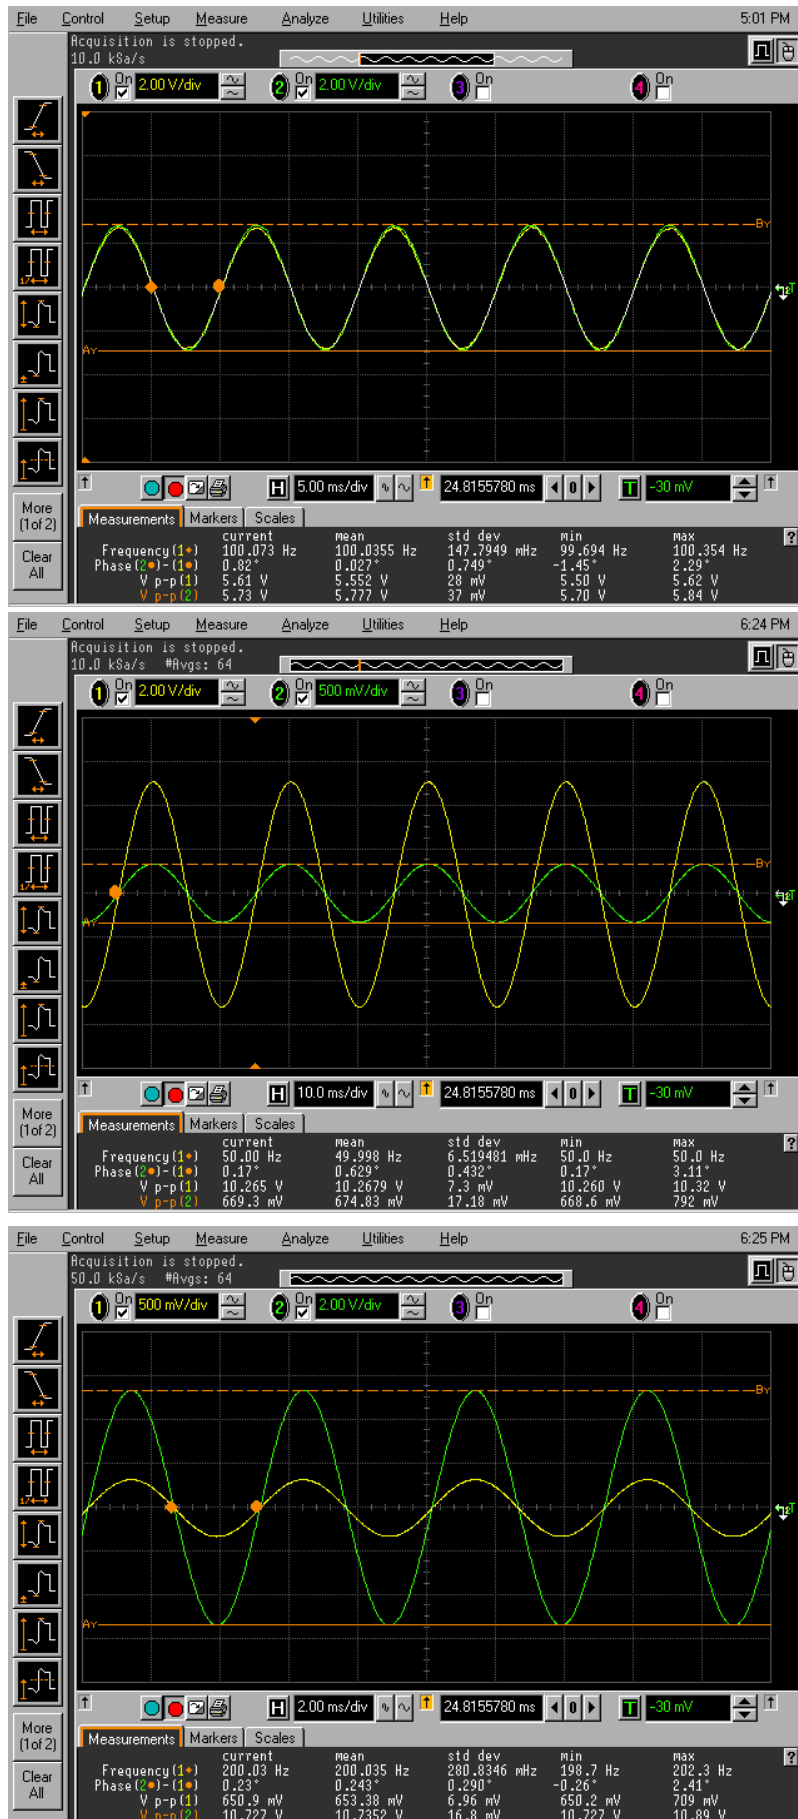 File Control Setup Measure Analyze Utilities Help 5:01 PM
Acquisition is stopped.
10.0 kSa/s
1 On 2.00 V/div 2 On 2.00 V/div 3 On 4 On
By
T
Ay
More
(1of 2)
Clear
All
H 5.00 ms/div 24.8155780 ms 0 T -30 mV
Measurements Markers Scales
current mean std dev min max
Frequency(1) 100.073 Hz 100.0355 Hz 147.7949 mHz 99.694 Hz 100.354 Hz
Phase(2)-(1) 0.82° 0.027° 0.749° -1.45° 2.29°
V p-p(1) 5.61 V 5.552 V 28 mV 5.50 V 5.62 V
V p-p(2) 5.73 V 5.777 V 37 mV 5.70 V 5.84 V
?
File Control Setup Measure Analyze Utilities Help 6:24 PM
Acquisition is stopped.
10.0 kSa/s #Avgs: 64
1 On 2.00 V/div 2 On 500 mV/div 3 On 4 On
By
T
Ay
More
(1of 2)
Clear
All
H 10.0 ms/div 24.8155780 ms 0 T -30 mV
Measurements Markers Scales
current mean std dev min max
Frequency(1) 50.00 Hz 49.998 Hz 6.519481 mHz 50.0 Hz 50.0 Hz
Phase(2)-(1) 0.17° 0.629° 0.432° 0.17° 3.11°
V p-p(1) 10.265 V 10.2679 V 7.3 mV 10.260 V 10.32 V
V p-p(2) 669.3 mV 674.83 mV 17.18 mV 668.6 mV 792 mV
?
File Control Setup Measure Analyze Utilities Help 6:25 PM
Acquisition is stopped.
50.0 kSa/s #Avgs: 64
1 On 500 mV/div 2 On 2.00 V/div 3 On 4 On
By
T
Ay
More
(1of 2)
Clear
All
H 2.00 ms/div 24.8155780 ms 0 T -30 mV
Measurements Markers Scales
current mean std dev min max
Frequency(1) 200.03 Hz 200.035 Hz 280.8346 mHz 198.7 Hz 202.3 Hz
Phase(2)-(1) 0.23° 0.243° 0.290° -0.26° 2.41°
V p-p(1) 650.9 mV 653.38 mV 6.96 mV 650.2 mV 709 mV
V p-p(2) 10.727 V 10.7352 V 16.8 mV 10.727 V 10.89 V
?